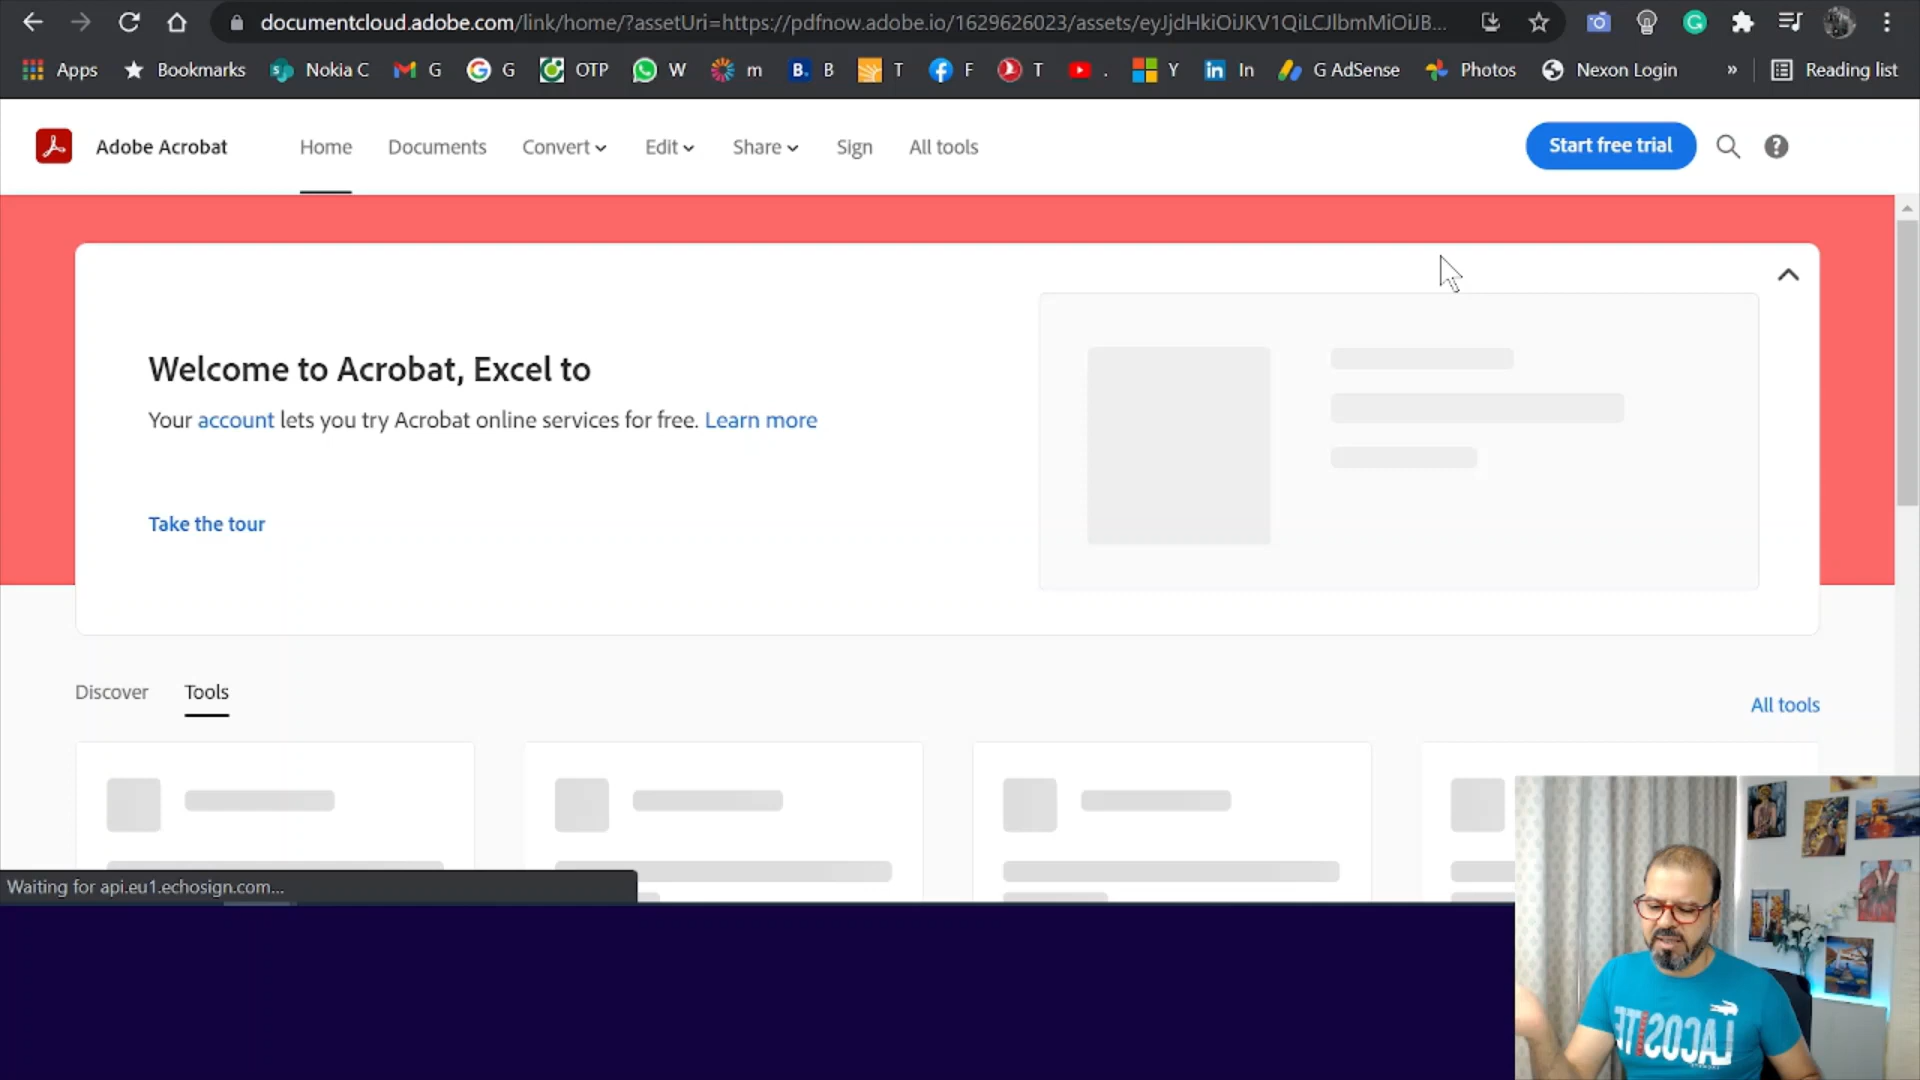 documentcloud.adobe.com/link/home/?assetUri=https://pdfnow.adobe.io/1629626023/assets/eyJjdHkiOiJKV1QiLCJlbmMiOiJB...
Apps
Bookmarks
Nokia C
G
G
OTP
W
m
B
T
F
T
.
Y
In
G AdSense
Photos
Nexon Login
»
Reading list
Adobe Acrobat
Home
Documents
Convert
Edit
Share
Sign
All tools
Start free trial
Welcome to Acrobat, Excel to
Your account lets you try Acrobat online services for free. Learn more
Take the tour
Discover
Tools
All tools
Waiting for api.eu1.echosign.com...
LACOSTE